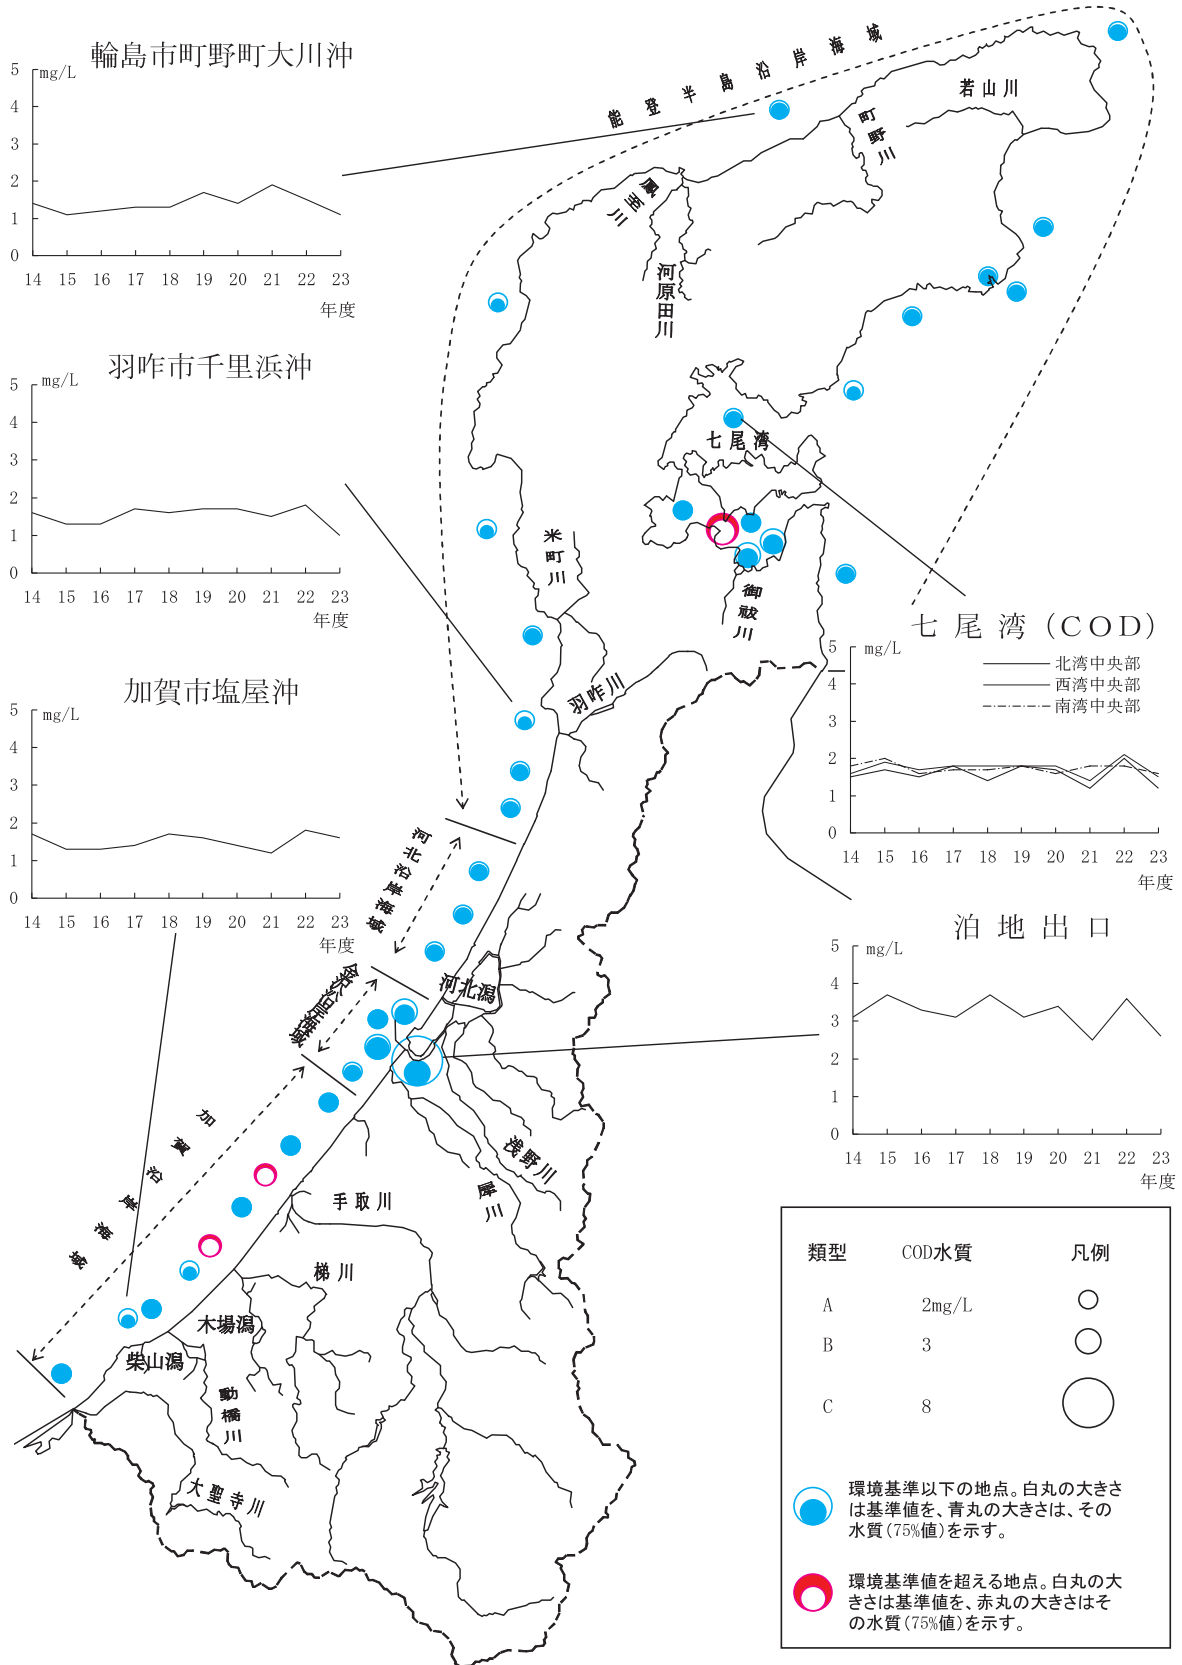 輪島市町野町大川沖
mg/L
5
4
3
2
1
0
14 15 16 17 18 19 20 21 22 23
年度
羽咋市千里浜沖
mg/L
5
4
3
2
1
0
14 15 16 17 18 19 20 21 22 23
年度
加賀市塩屋沖
mg/L
5
4
3
2
1
0
14 15 16 17 18 19 20 21 22 23
年度
能登半島沿岸海域
若山川
町野川
鳳至川
河原田川
七尾湾
米町川
御祓川
羽咋川
七尾湾(COD)
mg/L
5
4
3
2
1
0
北湾中央部
西湾中央部
南湾中央部
14 15 16 17 18 19 20 21 22 23
年度
泊地出口
mg/L
5
4
3
2
1
0
14 15 16 17 18 19 20 21 22 23
年度
河北沿岸海域
河北潟
金沢沿岸海域
加賀沿岸海域
浅野川
犀川
手取川
梯川
木場潟
柴山潟
動橋川
大聖寺川
類型 COD水質 凡例
A 2mg/L
B 3
C 8
環境基準以下の地点。白丸の大きさ
は基準値を、青丸の大きさは、その
水質(75%値)を示す。
環境基準値を超える地点。白丸の大
きさは基準値を、赤丸の大きさはそ
の水質(75%値)を示す。